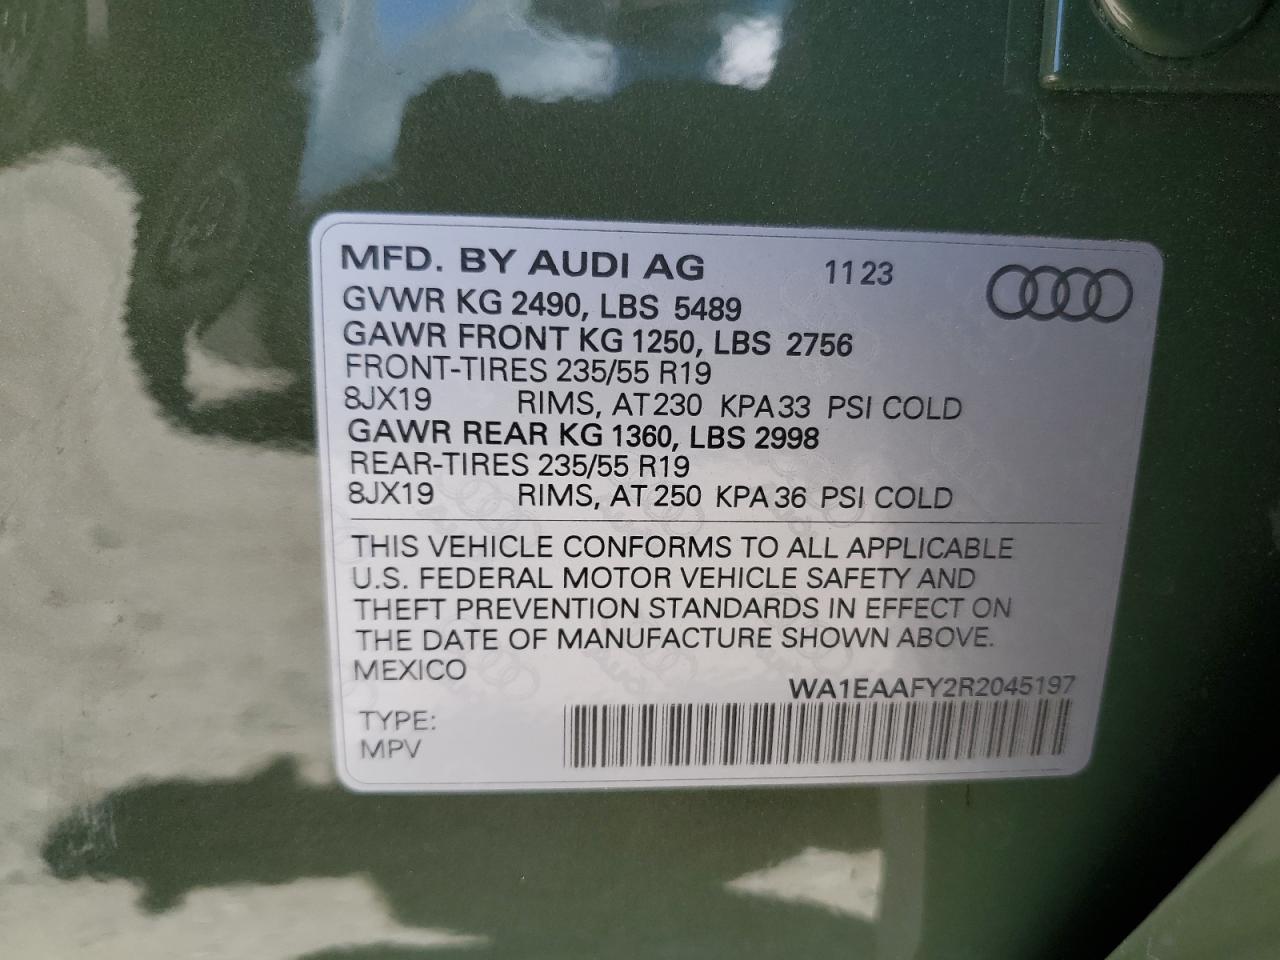 MFD. BY AUDI AG 11 23
GVWR KG 2490, LBS 5489
GAWR FRONT KG 1250, LBS 2756
FRONT-TIRES 235/55 R19
8JX19 RIMS, AT 230 KPA 33 PSI COLD
GAWR REAR KG 1360, LBS 2998
REAR-TIRES 235/55 R19
8JX19 RIMS, AT 250 KPA 36 PSI COLD
THIS VEHICLE CONFORMS TO ALL APPLICABLE
U.S. FEDERAL MOTOR VEHICLE SAFETY AND
THEFT PREVENTION STANDARDS IN EFFECT ON
THE DATE OF MANUFACTURE SHOWN ABOVE.
MEXICO
WA1EAAFY2R2045197
TYPE:
MPV